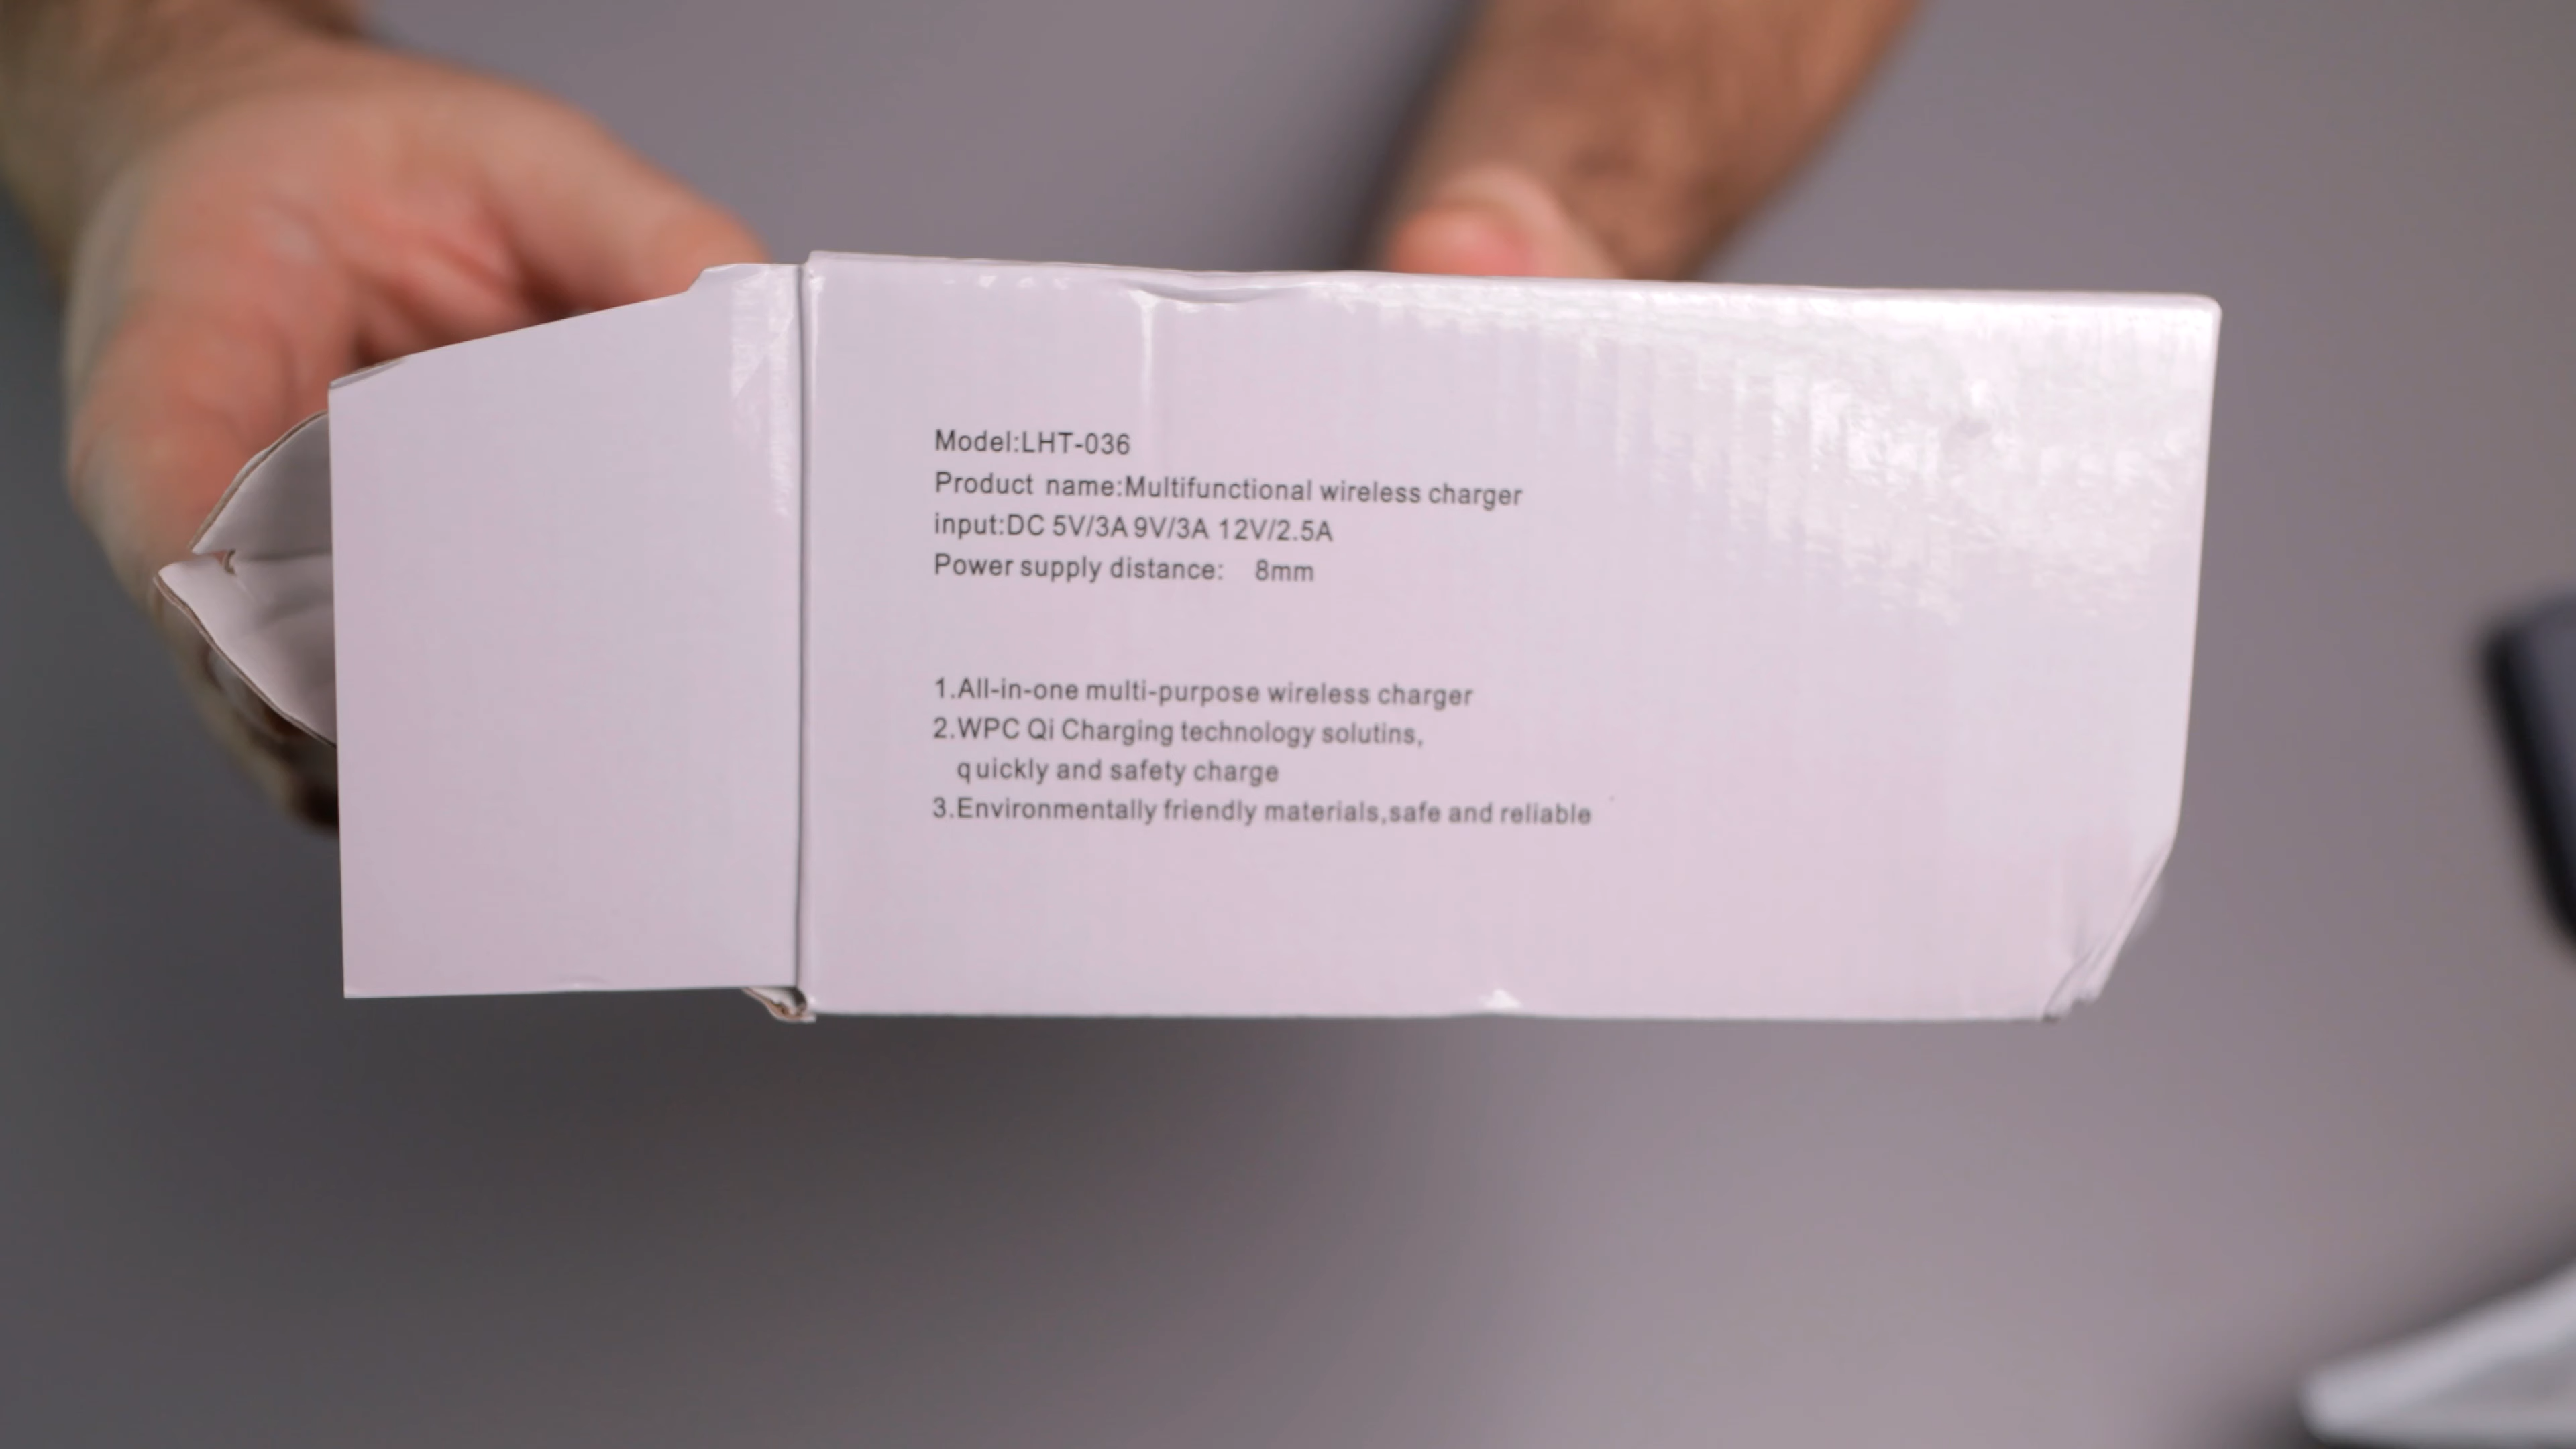 Model:LHT-036
Product name:Multifunctional wireless charger
input:DC 5V/3A 9V/3A 12V/2.5A
Power supply distance: 8mm
1.All-in-one multi-purpose wireless charger
2.WPC Qi Charging technology solutins,
quickly and safety charge
3.Environmentally friendly materials,safe and reliable